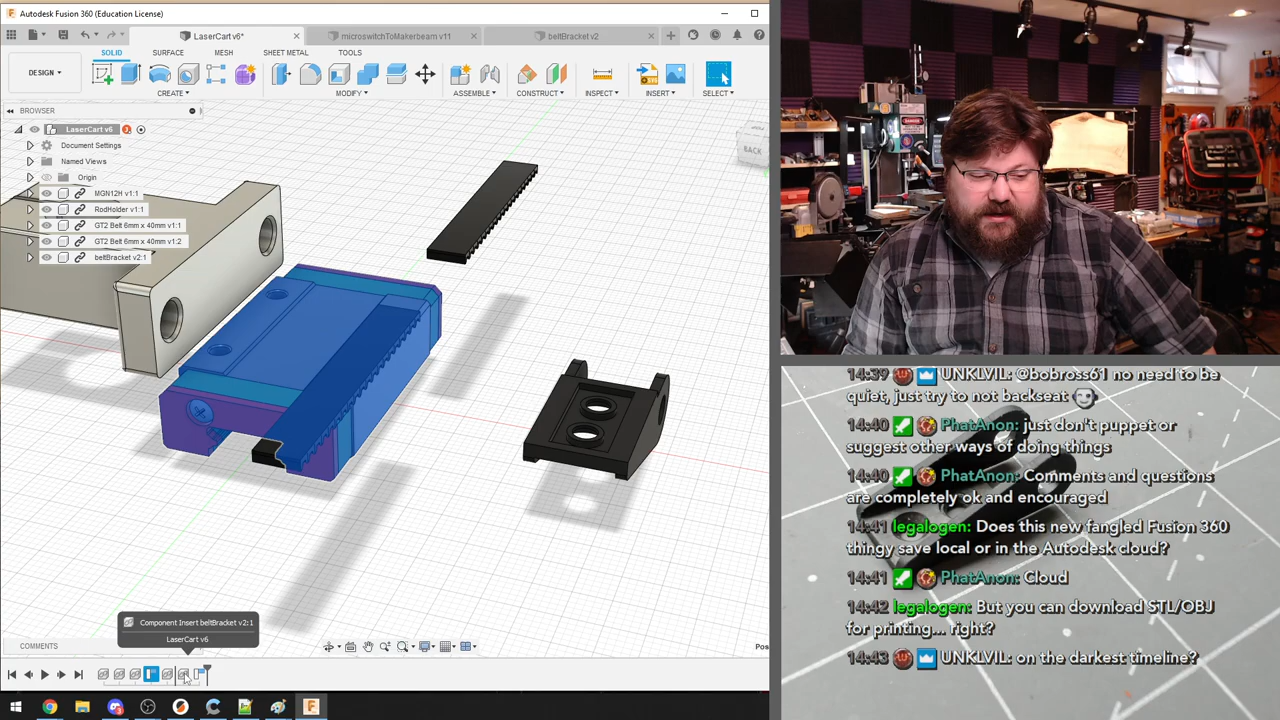 Autodesk Fusion 360 (Education License)
LaserCart v6*
microswitchToMakerbeam v11
beltBracket v2
DESIGN
SOLID
SURFACE
MESH
SHEET METAL
TOOLS
CREATE
MODIFY
ASSEMBLE
CONSTRUCT
INSPECT
INSERT
SELECT
BROWSER
LaserCart v6
Document Settings
Named Views
Origin
MGN12H v1:1
RodHolder v1:1
GT2 Belt 6mm x 40mm v1:1
GT2 Belt 6mm x 40mm v1:2
beltBracket v2:1
BACK
DANGER
Component Insert beltBracket v2:1
LaserCart v6
COMMENTS
Pos
14:39 UNKLVIL: @bobross61 no need to
quiet, just try to not backseat
14:40 PhatAnon: just don't puppet or
suggest other ways of doing things
14:40 PhatAnon: Comments and questions
are completely ok and encouraged
14:41 legalogen: Does this new fangled Fusion 360
thingy save local or in the Autodesk cloud?
14:41 PhatAnon: Cloud
14:42 legalogen: But you can download STL/OBJ
for printing... right?
14:43 UNKLVIL: on the darkest timeline?